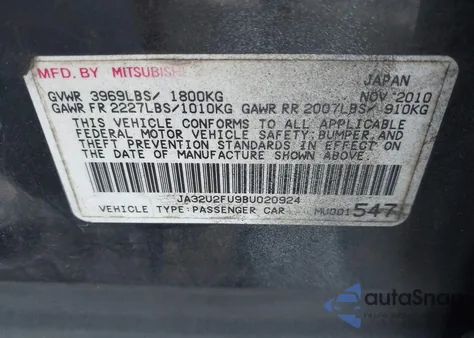 MFD. BY MITSUBISHI
JAPAN
GVWR 3969LBS/ 1800KG NOV 2010
GAWR FR 2227LBS/1010KG GAWR RR 2007LBS/ 910KG
THIS VEHICLE CONFORMS TO ALL APPLICABLE
FEDERAL MOTOR VEHICLE SAFETY, BUMPER, AND
THEFT PREVENTION STANDARDS IN EFFECT ON
THE DATE OF MANUFACTURE SHOWN ABOVE.
JA32U2FU9BU020924
VEHICLE TYPE: PASSENGER CAR MU001547
autoSnap